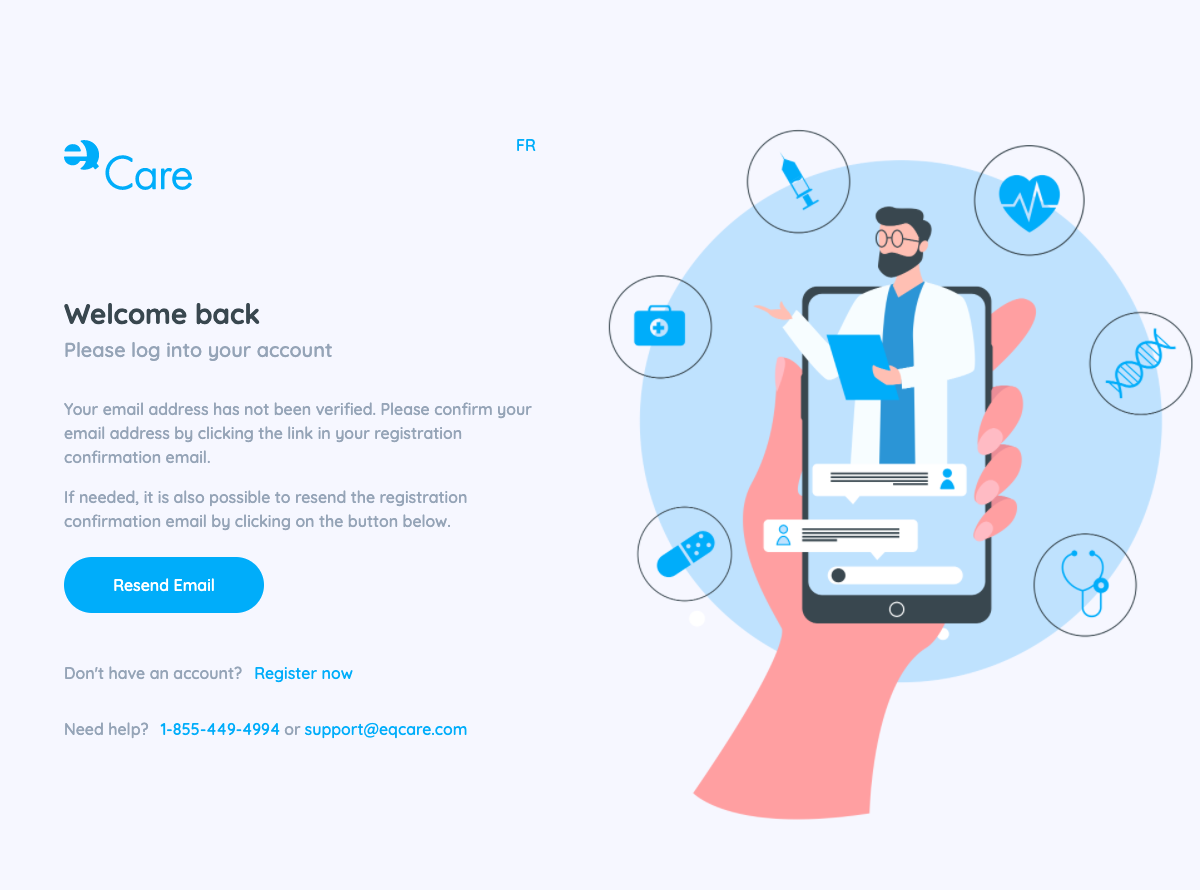 eQ Care
FR
Welcome back
Please log into your account
Your email address has not been verified. Please confirm your
email address by clicking the link in your registration
confirmation email.
If needed, it is also possible to resend the registration
confirmation email by clicking on the button below.
Resend Email
Don't have an account? Register now
Need help? 1-855-449-4994 or support@eqcare.com